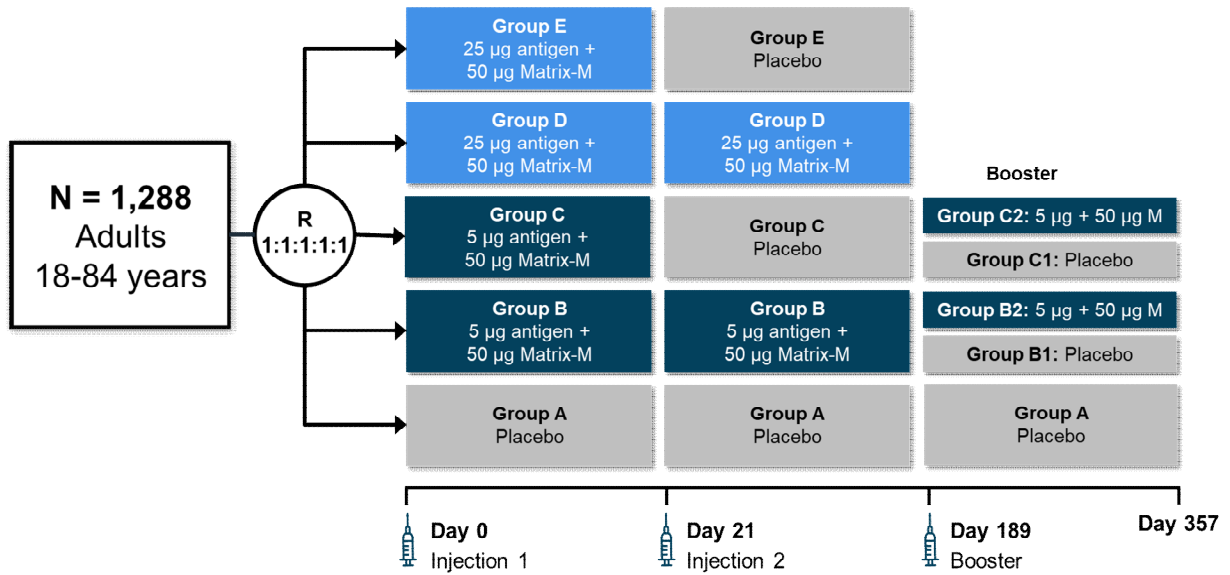 N = 1,288
Adults
18-84 years
R
1:1:1:1:1
Group E
25 µg antigen +
50 µg Matrix-M
Group E
Placebo
Group D
25 µg antigen +
50 µg Matrix-M
Group D
25 µg antigen +
50 µg Matrix-M
Group C
5 µg antigen +
50 µg Matrix-M
Group C
Placebo
Booster
Group C2: 5 µg + 50 µg M
Group C1: Placebo
Group B
5 µg antigen +
50 µg Matrix-M
Group B
5 µg antigen +
50 µg Matrix-M
Group B2: 5 µg + 50 µg M
Group B1: Placebo
Group A
Placebo
Group A
Placebo
Group A
Placebo
Day 0
Injection 1
Day 21
Injection 2
Day 189
Booster
Day 357